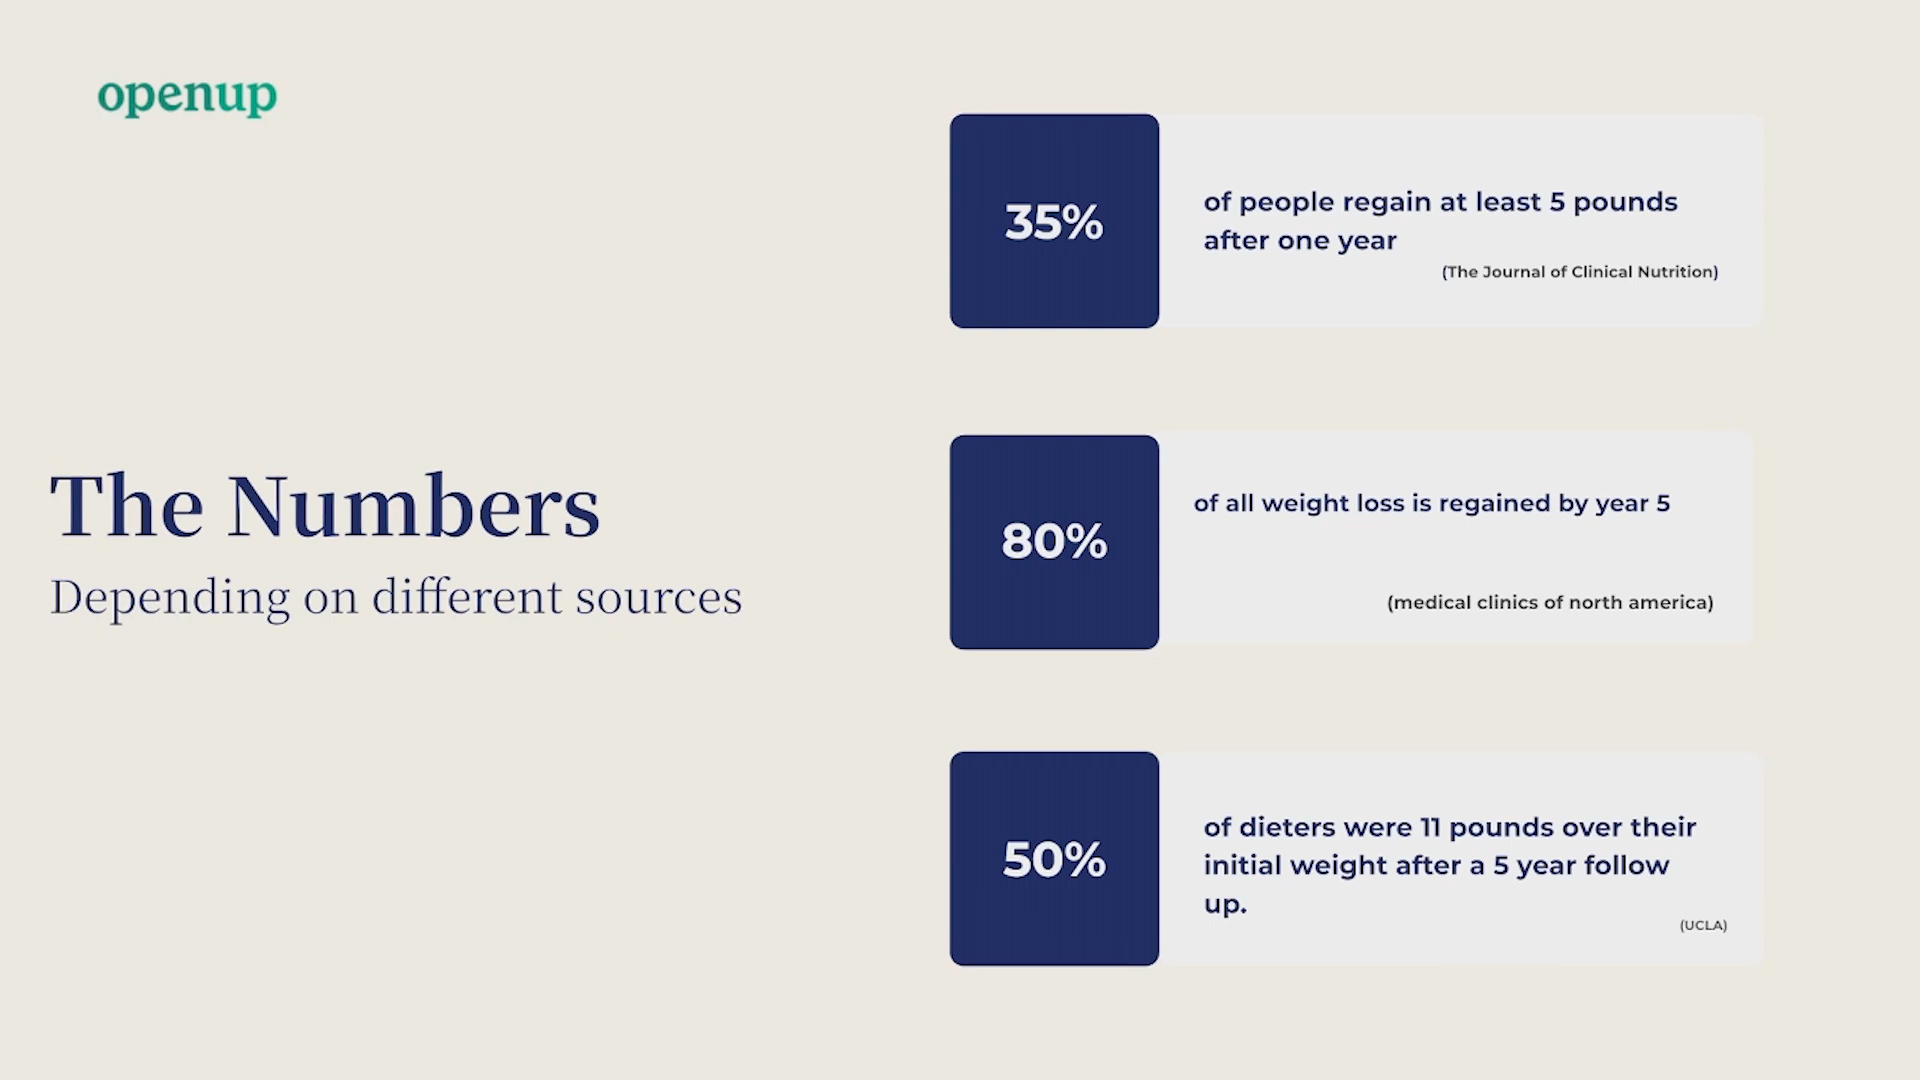 openup
The Numbers
Depending on different sources
35%
of people regain at least 5 pounds
after one year
(The Journal of Clinical Nutrition)
80%
of all weight loss is regained by year 5
(medical clinics of north america)
50%
of dieters were 11 pounds over their
initial weight after a 5 year follow
up.
(UCLA)